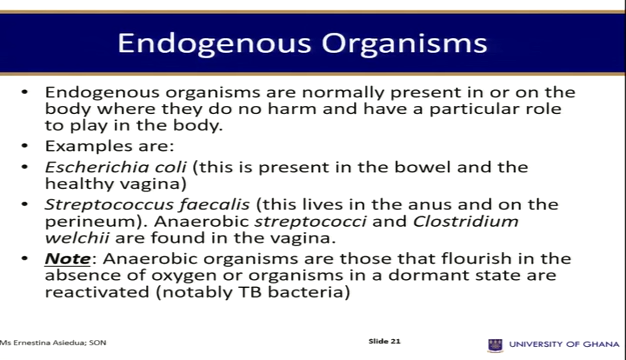 Endogenous Organisms
• Endogenous organisms are normally present in or on the
body where they do no harm and have a particular role
to play in the body.
• Examples are:
• Escherichia coli (this is present in the bowel and the
healthy vagina)
• Streptococcus faecalis (this lives in the anus and on the
perineum). Anaerobic streptococci and Clostridium
welchii are found in the vagina.
• Note: Anaerobic organisms are those that flourish in the
absence of oxygen or organisms in a dormant state are
reactivated (notably TB bacteria)
Ms Ernestina Asiedua; SON
Slide 21
UNIVERSITY OF GHANA